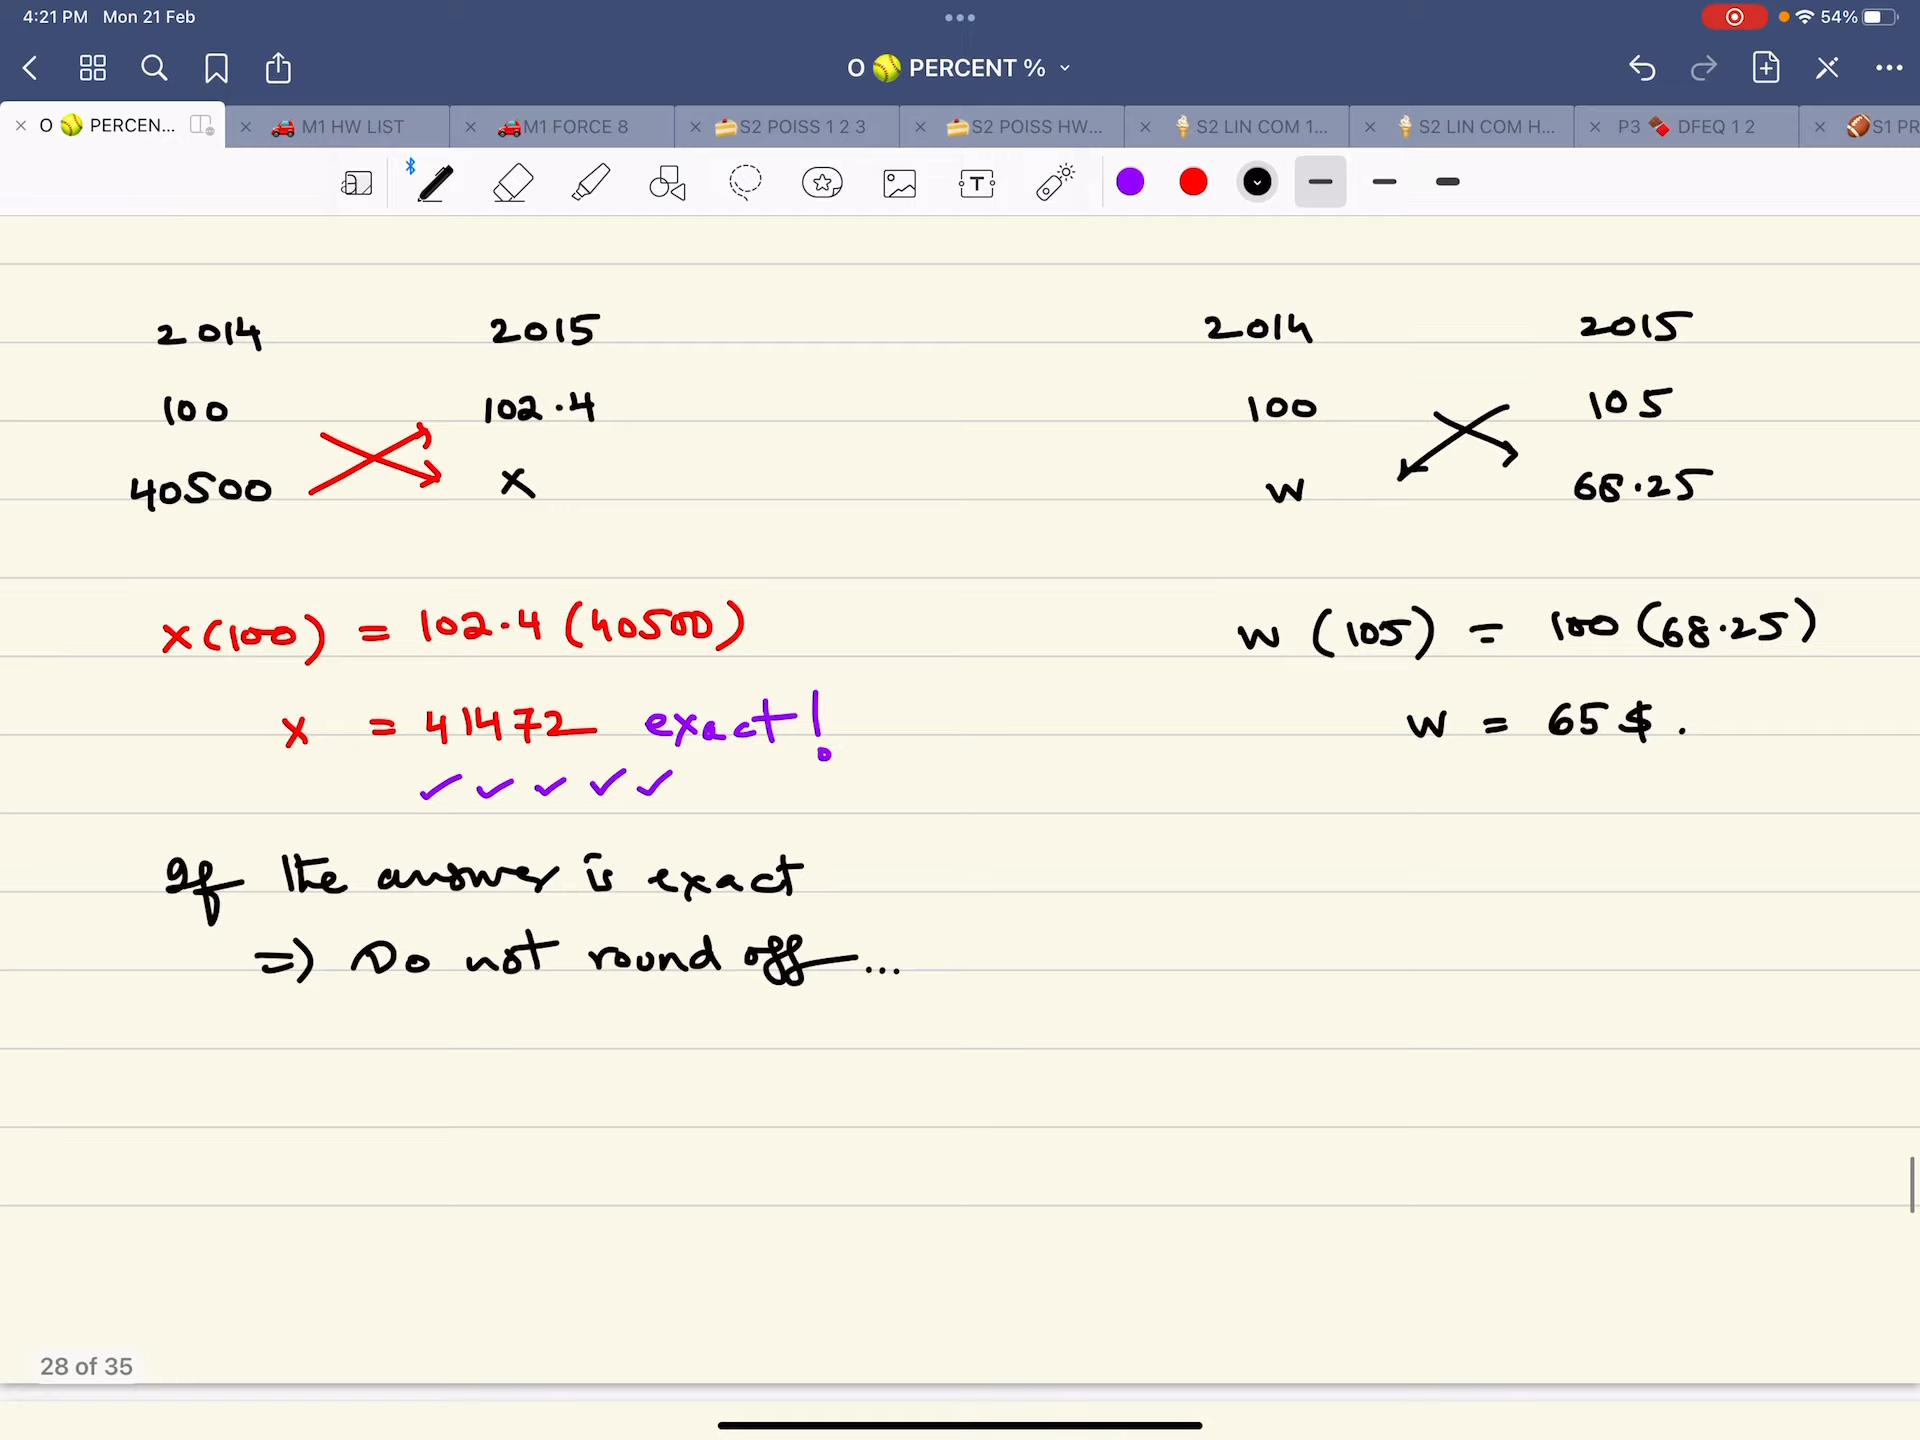 4:21 PM Mon 21 Feb
54%
O 🥎 PERCENT %
O 🥎 PERCEN...
🚗 M1 HW LIST
🚗M1 FORCE 8
🍰S2 POISS 1 2 3
🍰S2 POISS HW...
🍦S2 LIN COM 1...
🍦S2 LIN COM H...
P3 🍫 DFEQ 1 2
🏈S1 PR
2014 2015
100 102.4
40500 x
x(100) = 102.4 (40500)
x = 41472 exact!
✓ ✓ ✓ ✓ ✓
If the answer is exact
=) Do not round off...
2014 2015
100 105
w 68.25
w (105) = 100 (68.25)
w = 65 $ .
28 of 35